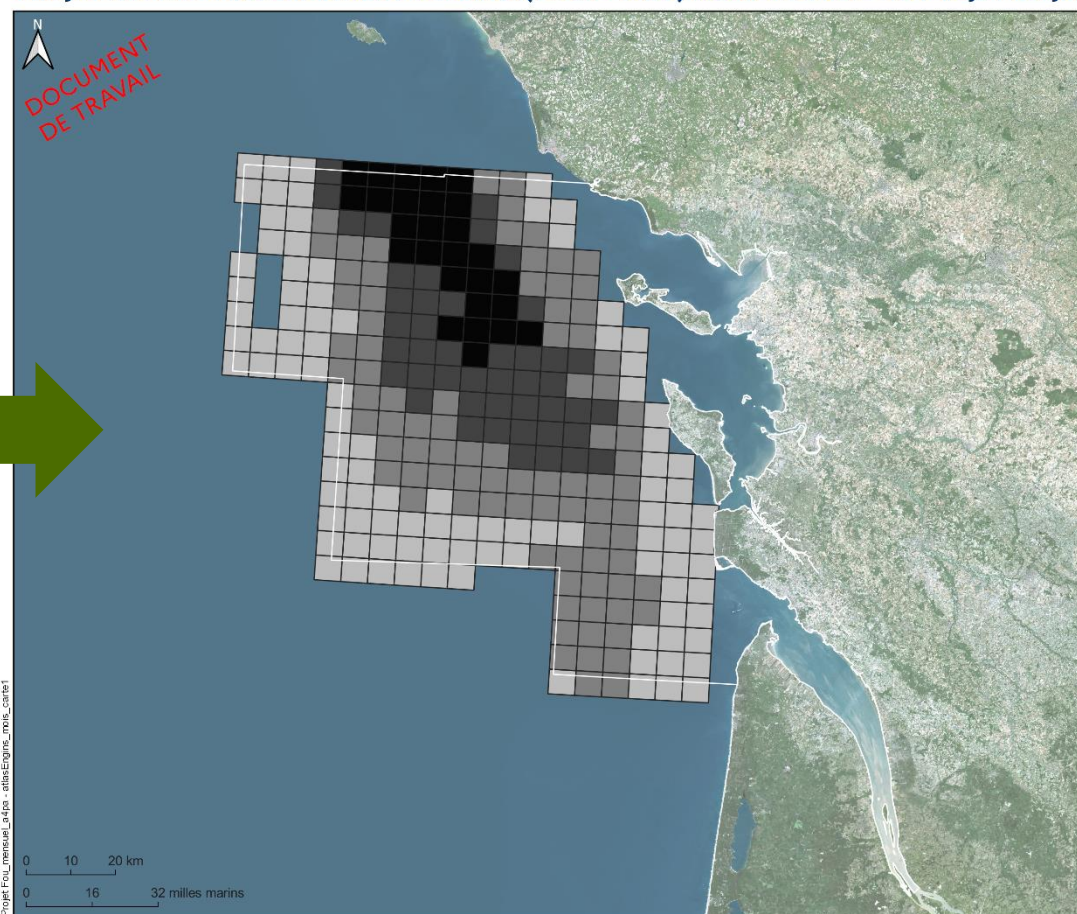 N
DOCUMENT
DE TRAVAIL
0 10 20 km
0 16 32 milles marins
Projet Fou_mensuel_a4pa - atlasEngins_mois_carte1